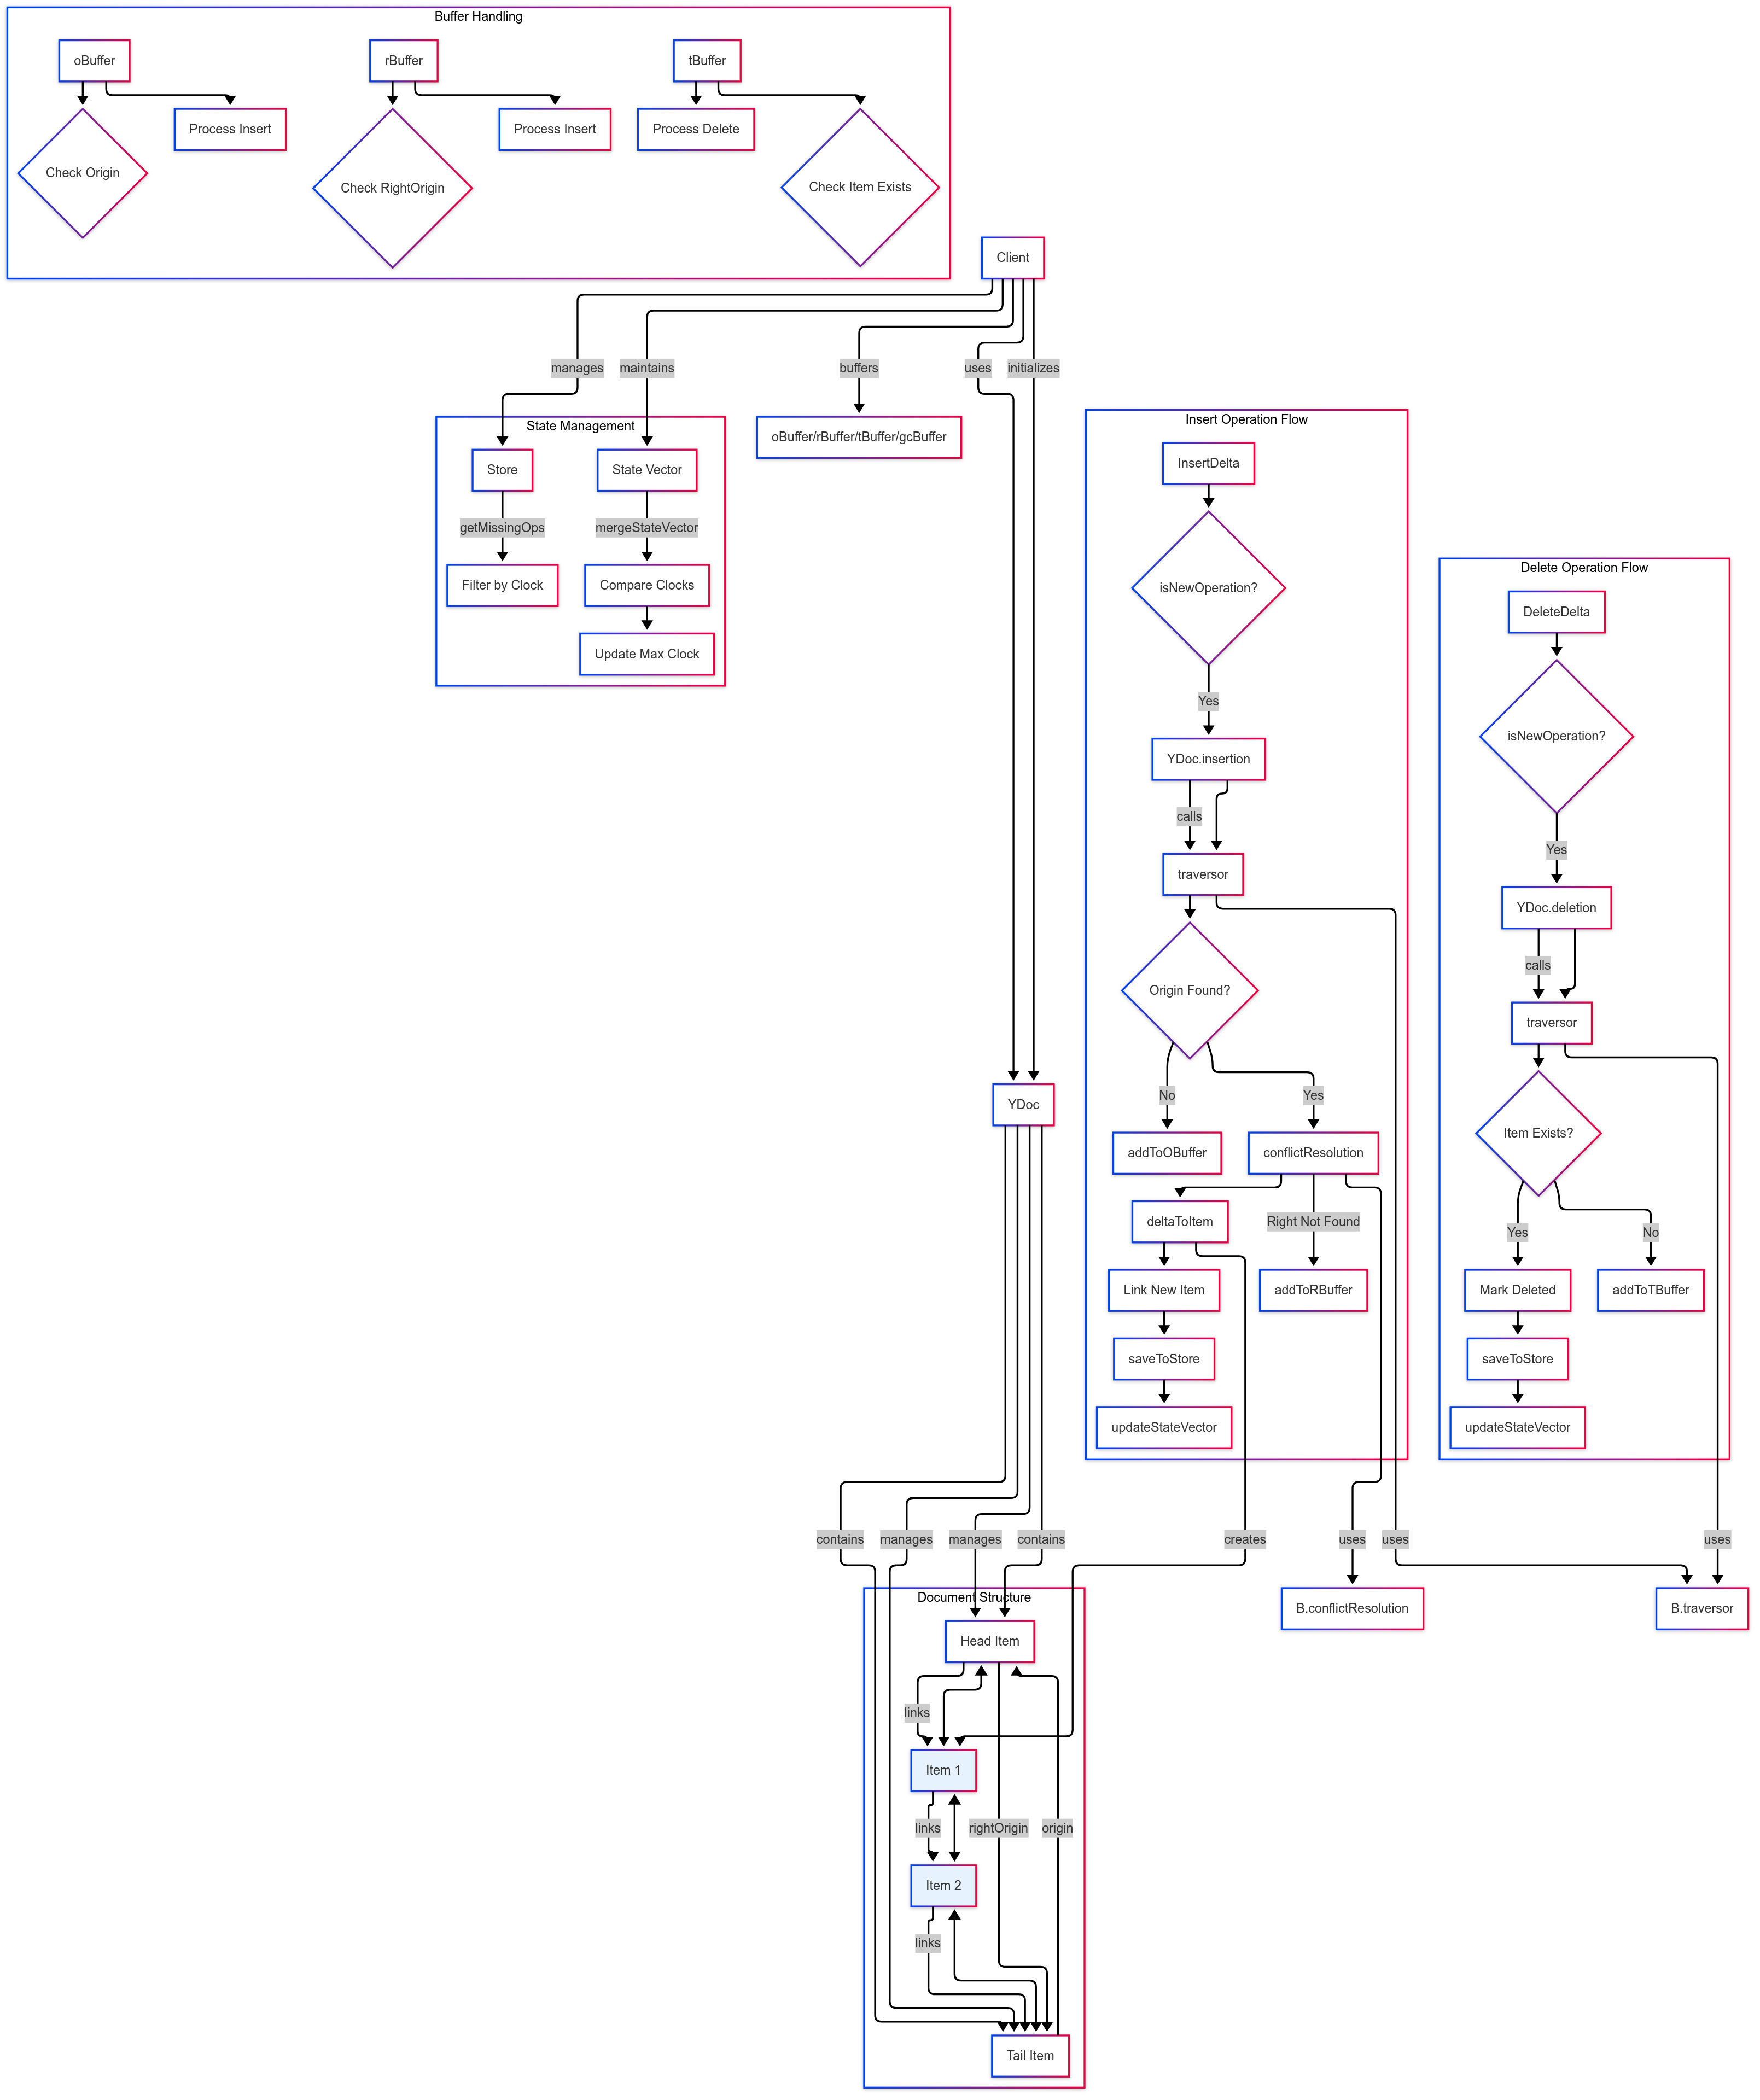 Buffer Handling
oBuffer
rBuffer
tBuffer
Process Insert
Process Insert
Process Delete
Check Origin
Check RightOrigin
Check Item Exists
Client
manages
maintains
buffers
uses
initializes
State Management
Store
State Vector
oBuffer/rBuffer/tBuffer/gcBuffer
getMissingOps
mergeStateVector
Filter by Clock
Compare Clocks
Update Max Clock
Insert Operation Flow
InsertDelta
isNewOperation?
Yes
YDoc.insertion
calls
traversor
Origin Found?
No
Yes
addToOBuffer
conflictResolution
deltaToItem
Right Not Found
Link New Item
addToRBuffer
saveToStore
updateStateVector
Delete Operation Flow
DeleteDelta
isNewOperation?
Yes
YDoc.deletion
calls
traversor
Item Exists?
Yes
No
Mark Deleted
addToTBuffer
saveToStore
updateStateVector
YDoc
contains
manages
manages
contains
creates
uses
uses
uses
Document Structure
B.conflictResolution
B.traversor
Head Item
links
Item 1
links
rightOrigin
origin
Item 2
links
Tail Item